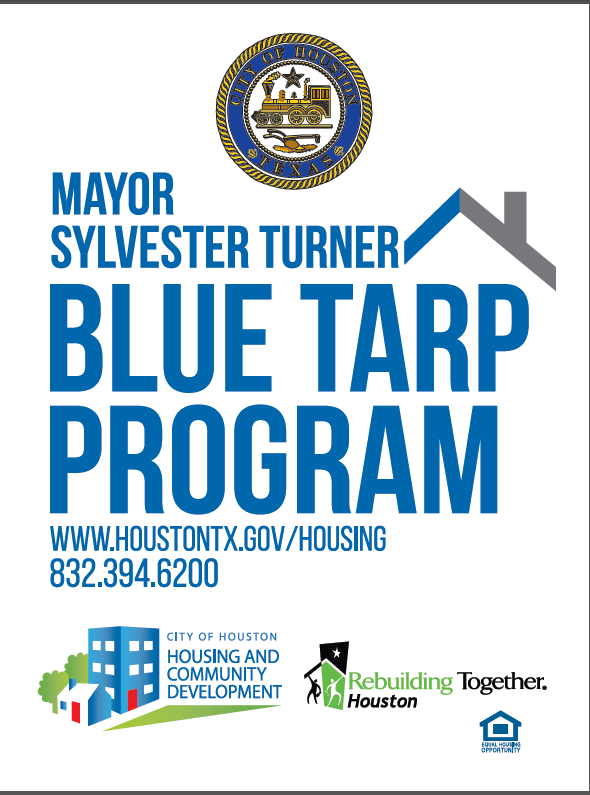 CITY OF HOUSTON
TEXAS
MAYOR
SYLVESTER TURNER
BLUE TARP
PROGRAM
WWW.HOUSTONTX.GOV/HOUSING
832.394.6200
CITY OF HOUSTON
HOUSING AND
COMMUNITY
DEVELOPMENT
Rebuilding Together.
Houston
EQUAL HOUSING
OPPORTUNITY